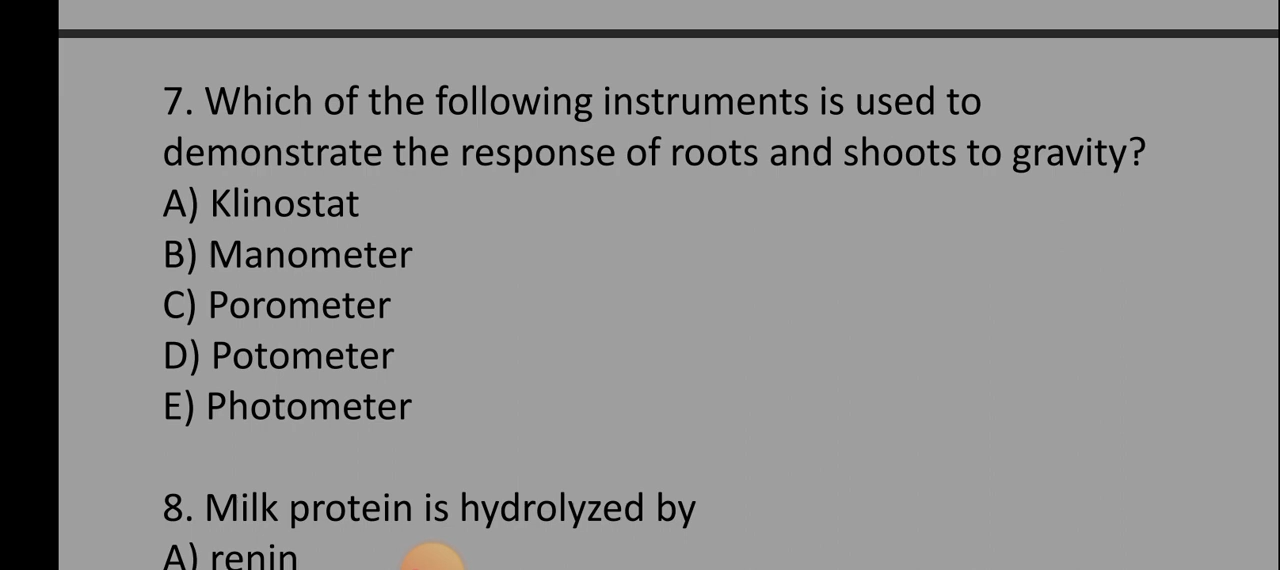 7. Which of the following instruments is used to
demonstrate the response of roots and shoots to gravity?
A) Klinostat
B) Manometer
C) Porometer
D) Potometer
E) Photometer
8. Milk protein is hydrolyzed by
A) renin